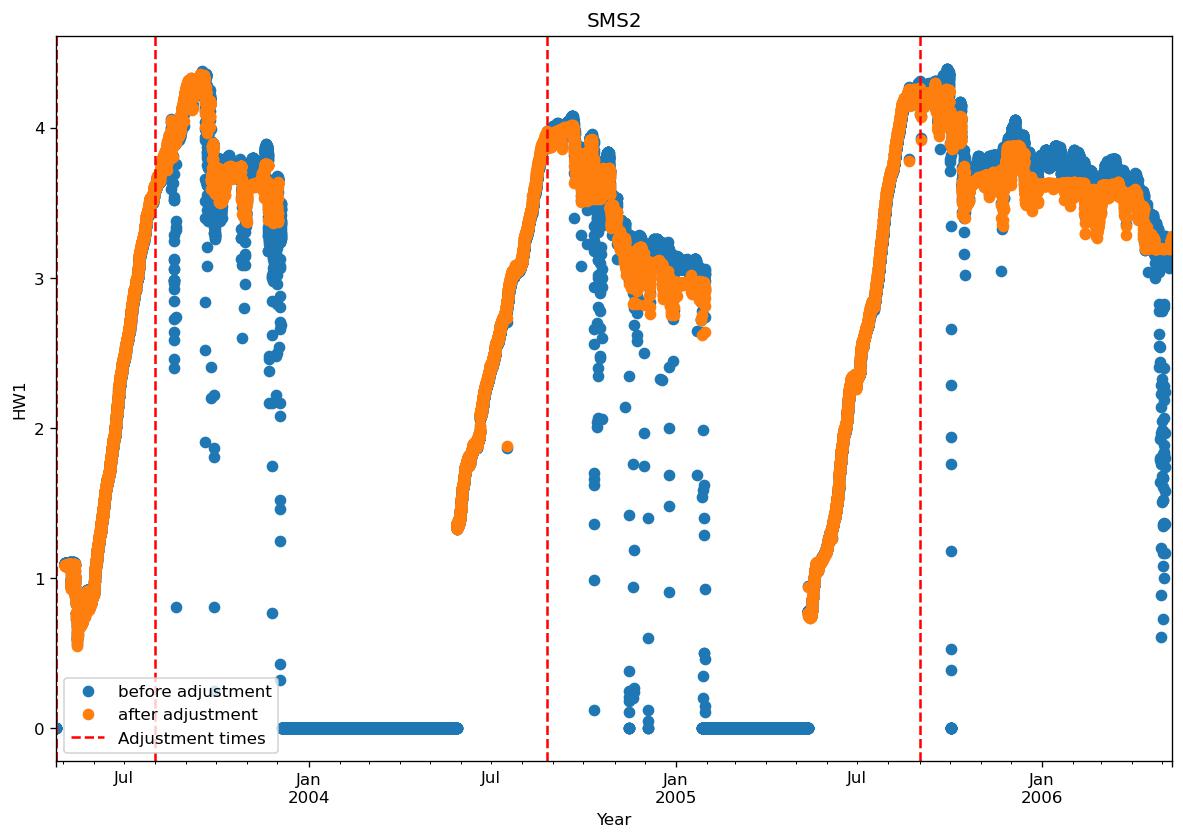 SMS2
HW1
4
3
2
1
0
before adjustment
after adjustment
Adjustment times
Jul Jan Jul Jan Jul Jan
2004 2005 2006
Year